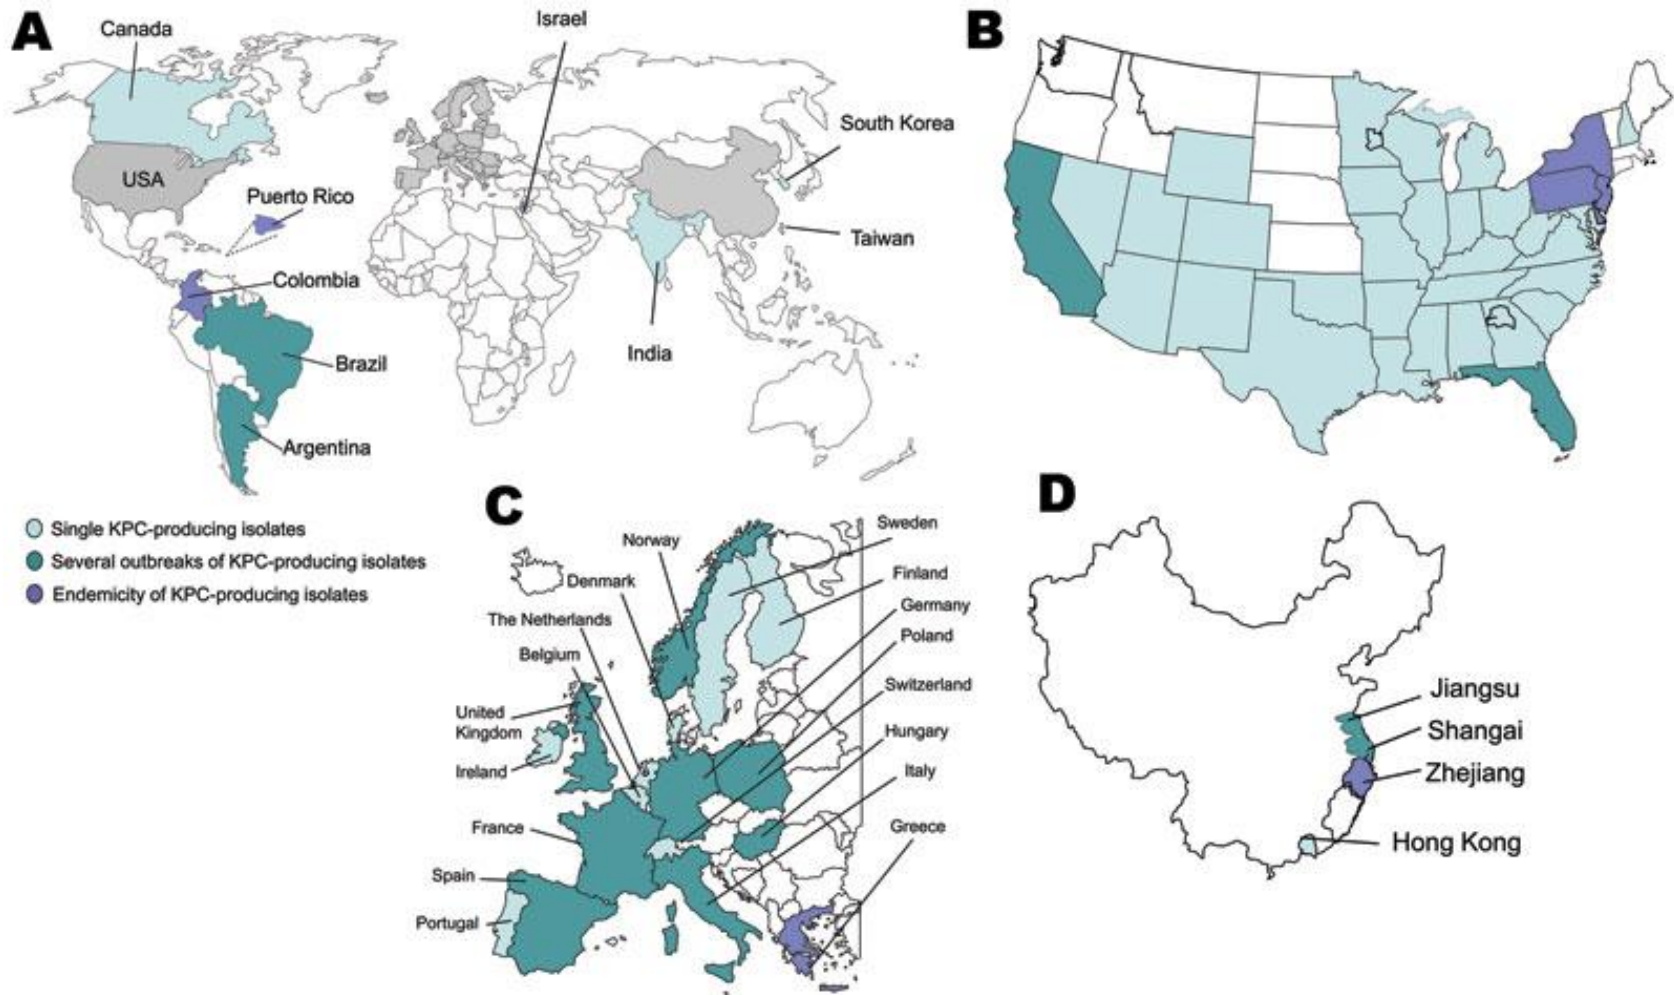 A
Canada
Israel
South Korea
USA
Puerto Rico
Taiwan
Colombia
India
Brazil
Argentina
Single KPC-producing isolates
Several outbreaks of KPC-producing isolates
Endemicity of KPC-producing isolates
B
C
Sweden
Norway
Finland
Denmark
Germany
The Netherlands
Poland
Belgium
Switzerland
United
Kingdom
Hungary
Ireland
Italy
France
Greece
Spain
Portugal
D
Jiangsu
Shangai
Zhejiang
Hong Kong